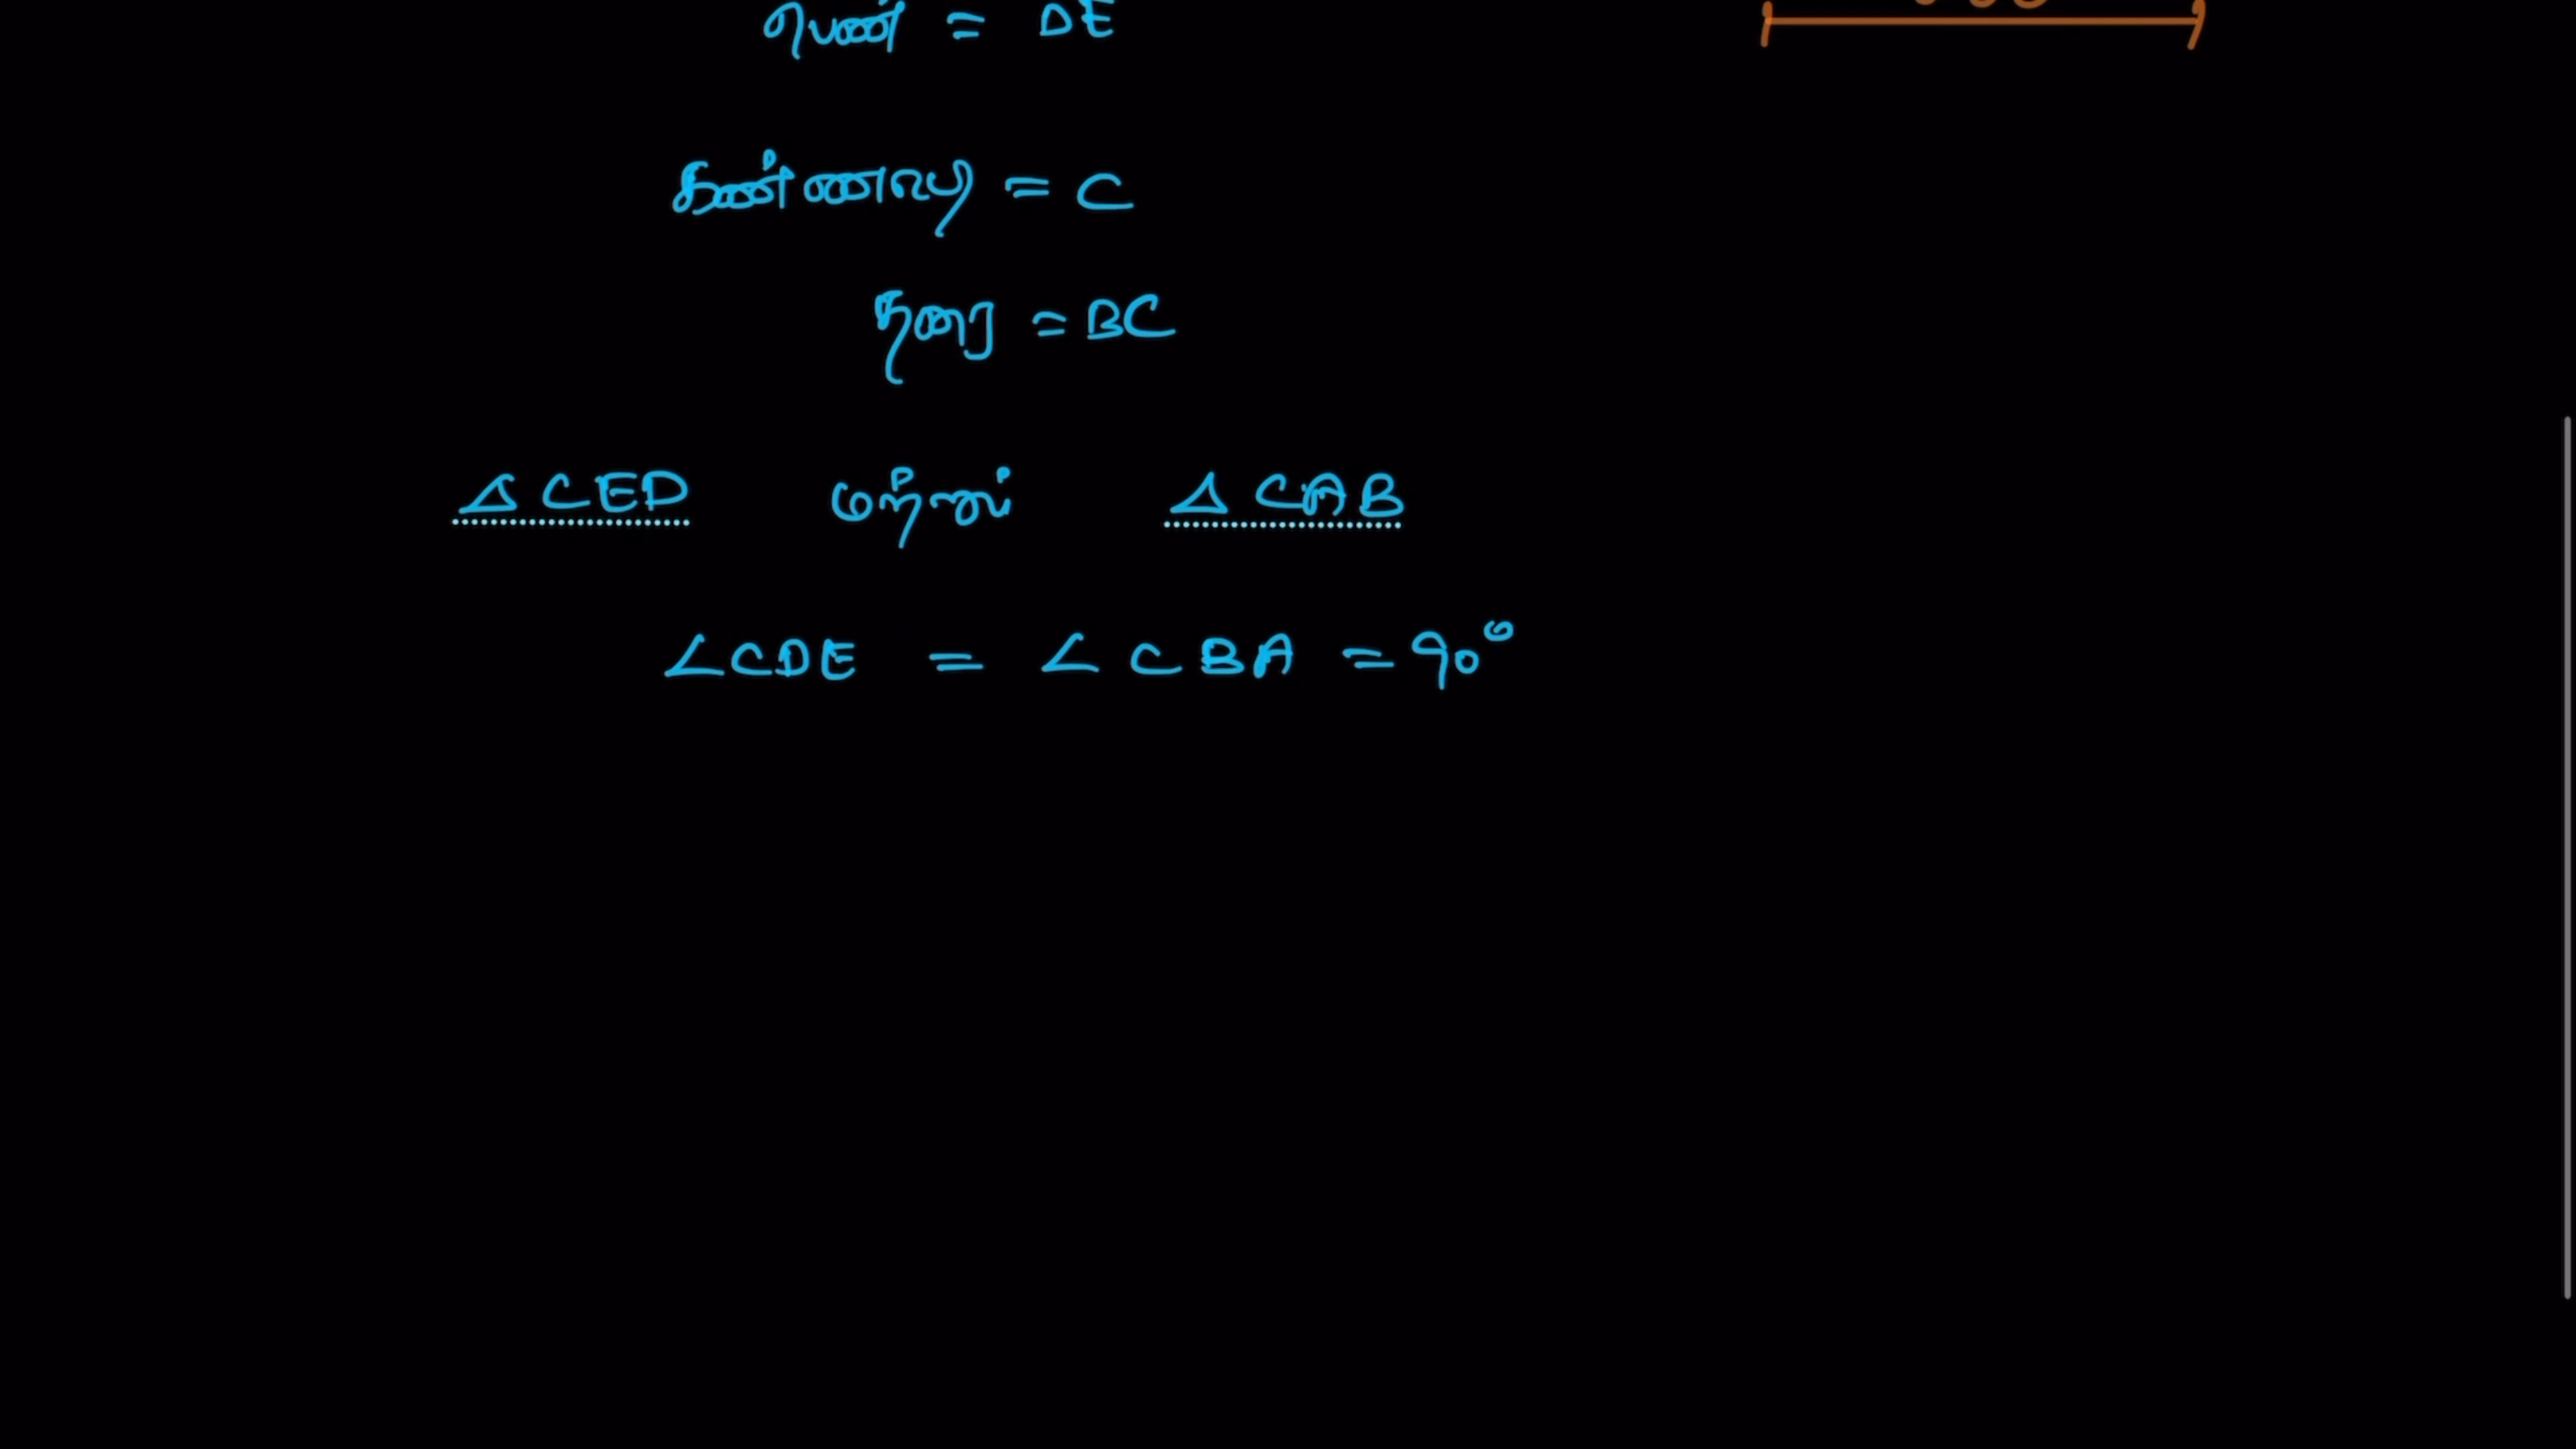 = DE
கண்ணாடி = C
தரை = BC
△ CED மற்றும் △ CAB
∠CDE = ∠CBA = 90°